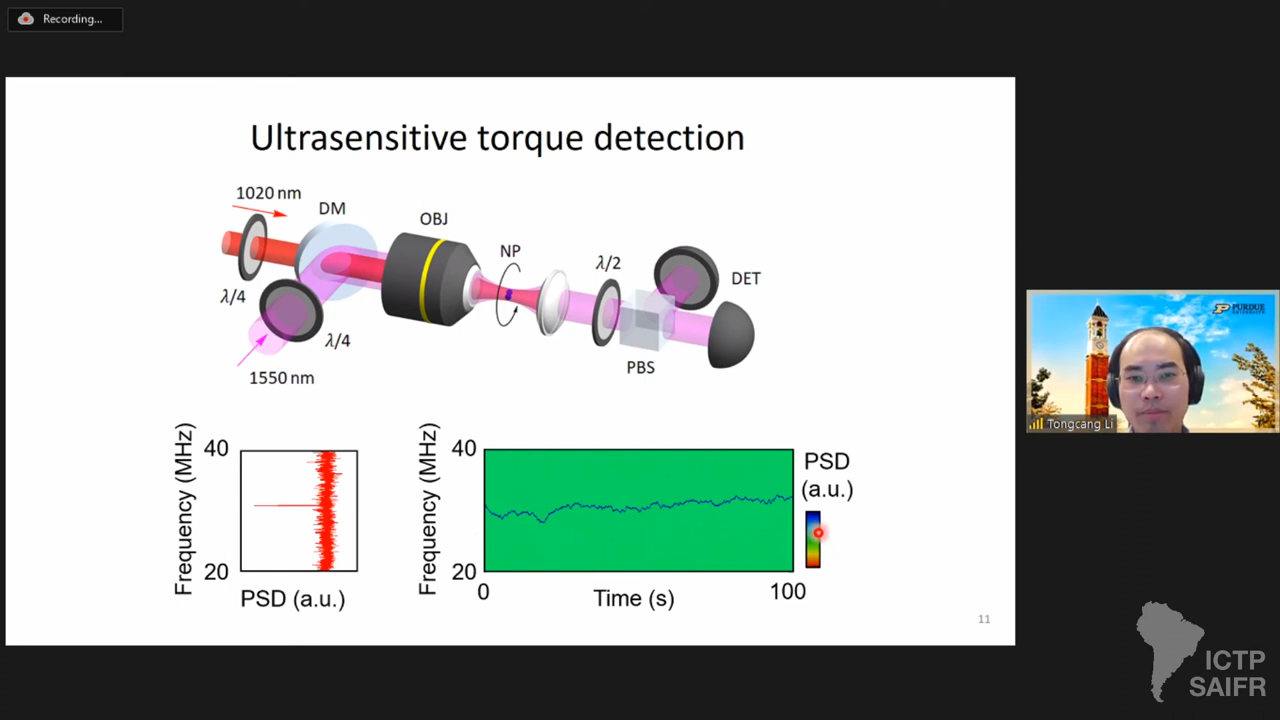 Recording...
Ultrasensitive torque detection
1020 nm
DM
OBJ
NP
λ/2
DET
λ/4
λ/4
PBS
1550 nm
40
Frequency (MHz)
20
PSD (a.u.)
40
Frequency (MHz)
20
0
Time (s)
100
PSD
(a.u.)
11
P PURDUE
UNIVERSITY
Tongcang Li
ICTP
SAIFR